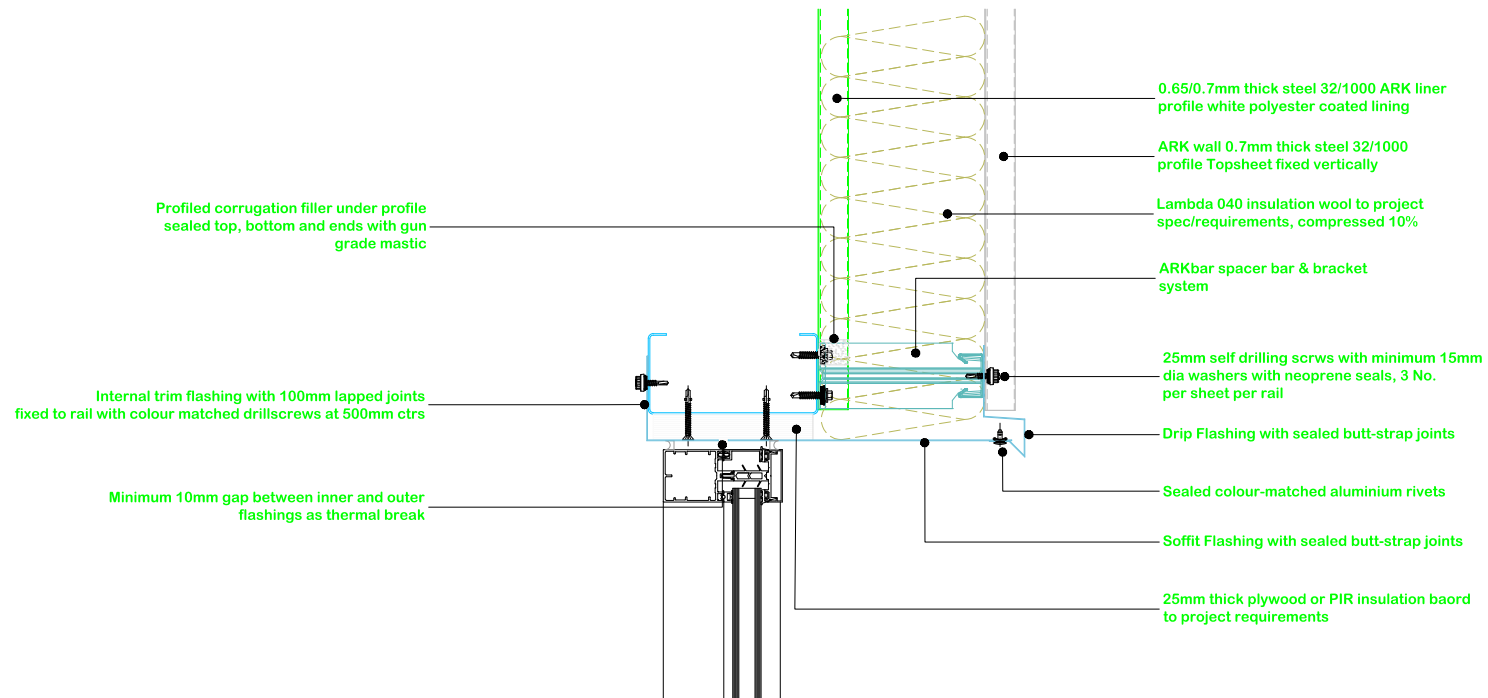 0.65/0.7mm thick steel 32/1000 ARK liner
profile white polyester coated lining
ARK wall 0.7mm thick steel 32/1000
profile Topsheet fixed vertically
Profiled corrugation filler under profile
sealed top, bottom and ends with gun
grade mastic
Lambda 040 insulation wool to project
spec/requirements, compressed 10%
ARKbar spacer bar & bracket
system
25mm self drilling scrws with minimum 15mm
dia washers with neoprene seals, 3 No.
per sheet per rail
Internal trim flashing with 100mm lapped joints
fixed to rail with colour matched drillscrews at 500mm ctrs
Drip Flashing with sealed butt-strap joints
Minimum 10mm gap between inner and outer
flashings as thermal break
Sealed colour-matched aluminium rivets
Soffit Flashing with sealed butt-strap joints
25mm thick plywood or PIR insulation baord
to project requirements